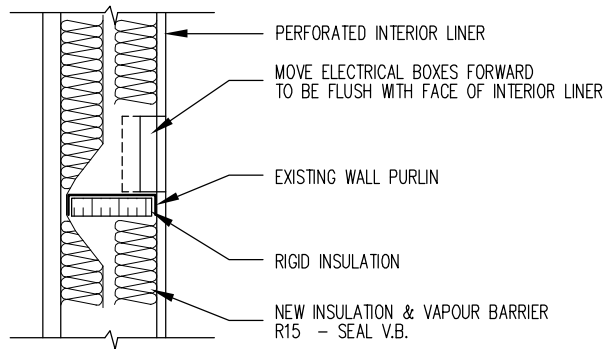 PERFORATED INTERIOR LINER
MOVE ELECTRICAL BOXES FORWARD
TO BE FLUSH WITH FACE OF INTERIOR LINER
EXISTING WALL PURLIN
RIGID INSULATION
NEW INSULATION & VAPOUR BARRIER
R15 - SEAL V.B.